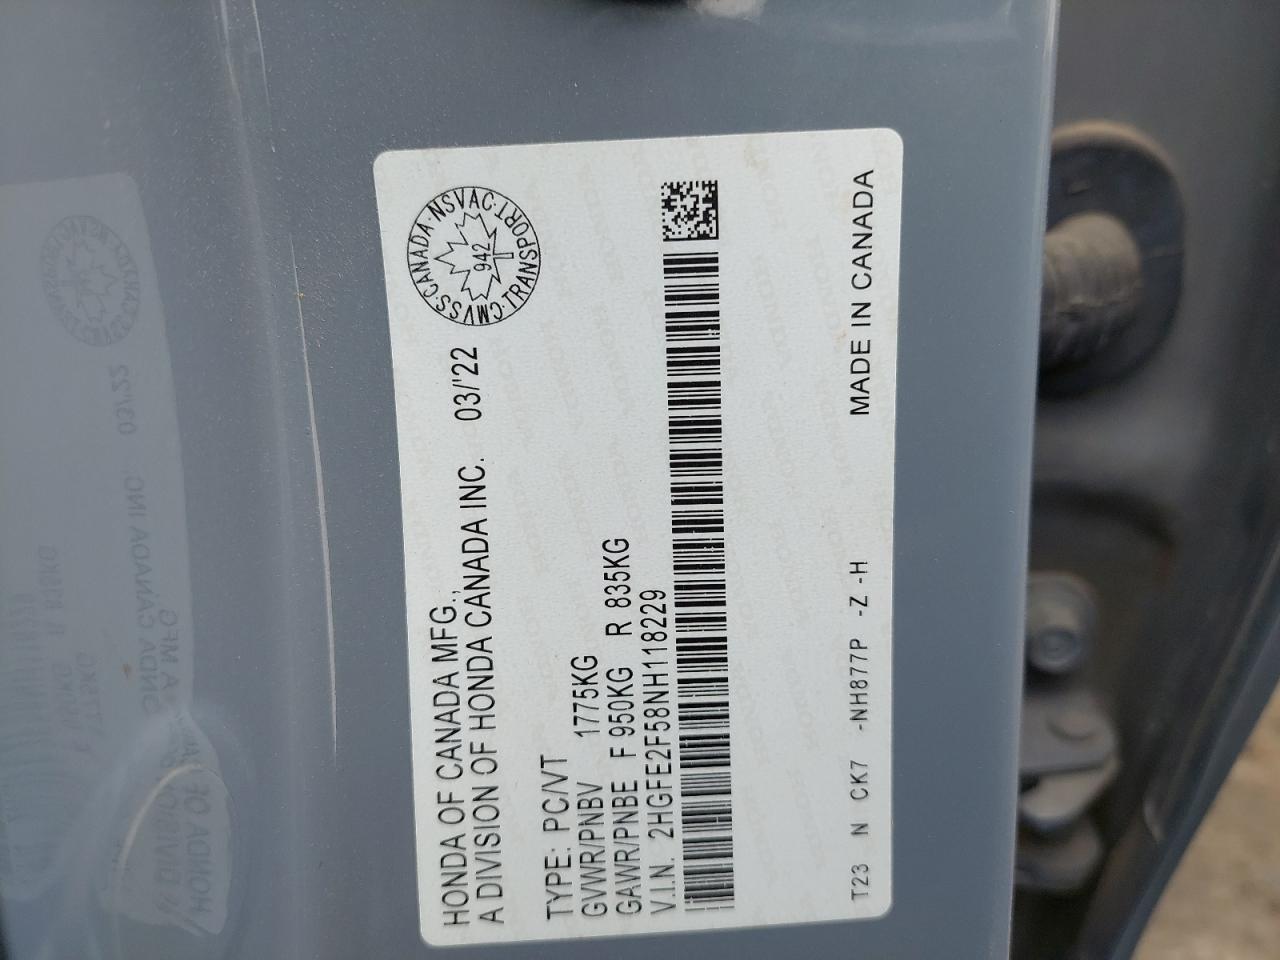 HONDA OF CANADA MFG.,
A DIVISION OF HONDA CANADA INC. 03/'22
CMVSS·CANADA·NSVAC·TRANSPORT·
942
TYPE: PC/VT
GVWR/PNBV 1775KG
GAWR/PNBE F 950KG R 835KG
V.I.N. 2HGFE2F58NH118229
T23 N CK7 -NH877P -Z -H MADE IN CANADA